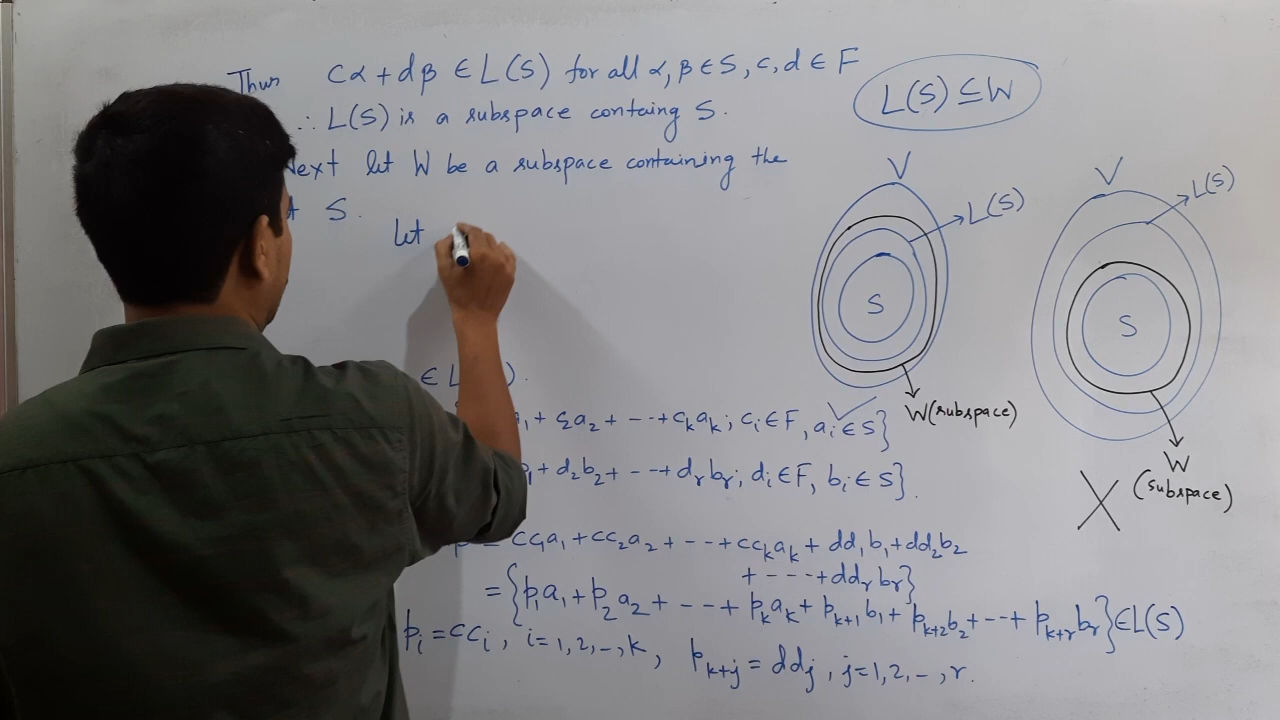 Thus cα + dβ ∈ L(S) for all α, β ∈ S, c, d ∈ F
∴ L(S) is a subspace containg S.
Next let W be a subspace containing the
S.
Let
L(S) ⊆ W
V
L(S)
S
W(subspace)
V
L(S)
S
W
(subspace)
∈ L
+ c₂a₂ + --+ cₖaₖ ; cᵢ ∈ F, aᵢ ∈ S}
+ d₂b₂ + --+ dᵣbᵣ; dᵢ ∈ F, bᵢ ∈ S}.
= cc₁a₁ + cc₂a₂ + --+ ccₖaₖ + dd₁b₁ + dd₂b₂
+ ---+ ddᵣbᵣ}
= {p₁a₁ + p₂a₂ + --+ pₖaₖ + pₖ₊₁b₁ + pₖ₊₂b₂ + --+ pₖ₊ᵣbᵣ} ∈ L(S)
pᵢ = ccᵢ, i = 1, 2, -, k, pₖ₊ⱼ = ddⱼ, j = 1, 2, -, r.